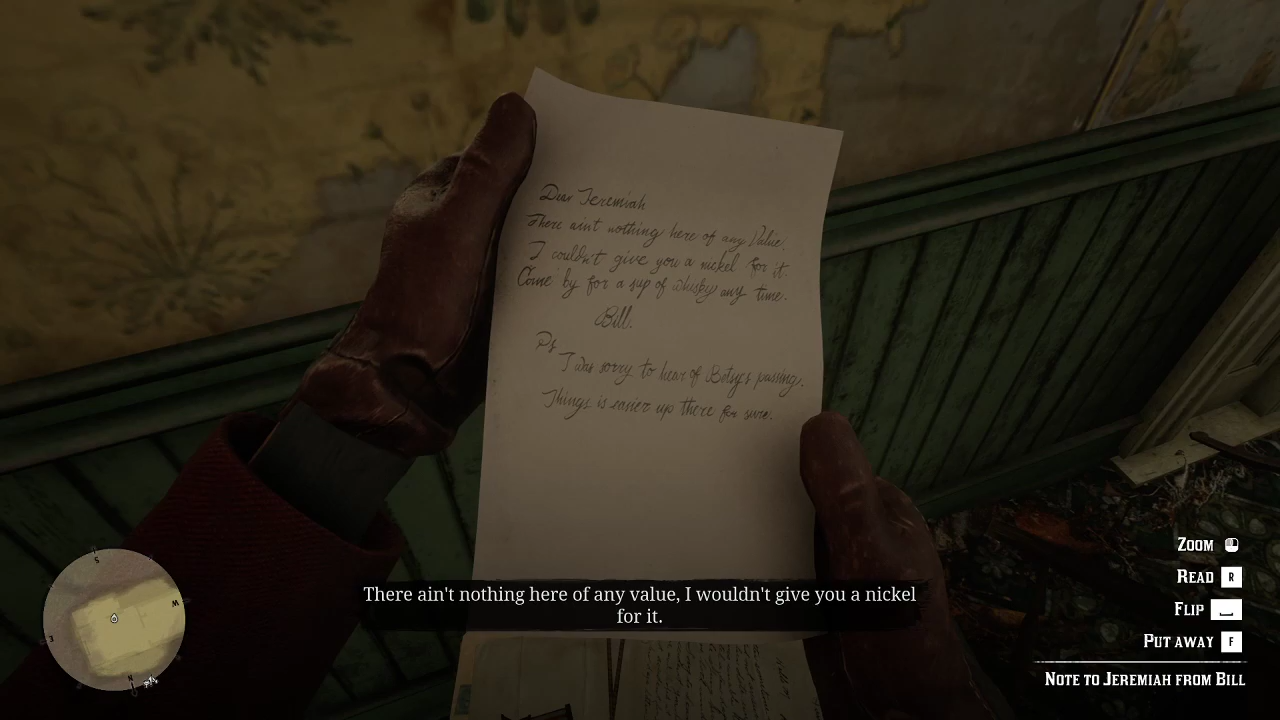 Dear Jeremiah
There aint nothing here of any Value.
I couldn't give you a nickel for it.
Come by for a sip of whisky any time.
Bill.
Ps
I was sorry to hear of Betsy's passing.
Things is easier up there for sure.
There ain't nothing here of any value, I wouldn't give you a nickel
for it.
ZOOM
READ R
FLIP
PUT AWAY F
NOTE TO JEREMIAH FROM BILL
S
W
E
N